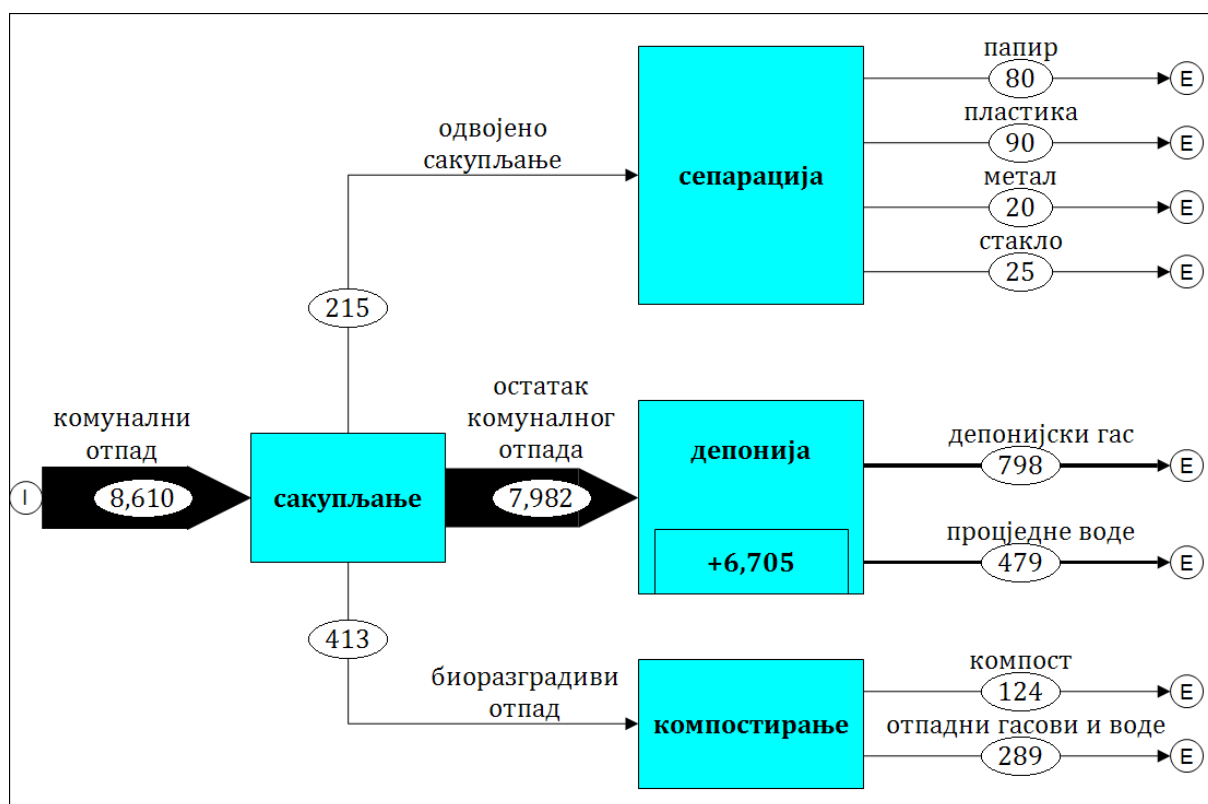 папир
80
E
пластика
90
E
одвојено
сакупљање
сепарација
метал
20
E
стакло
25
E
215
остатак
комуналног
отпада
комунални
отпад
депонија
депонијски гас
798
E
I
8,610
сакупљање
7,982
процједне воде
+6,705
479
E
413
биоразградиви
отпад
компостирање
компост
124
E
отпадни гасови и воде
289
E